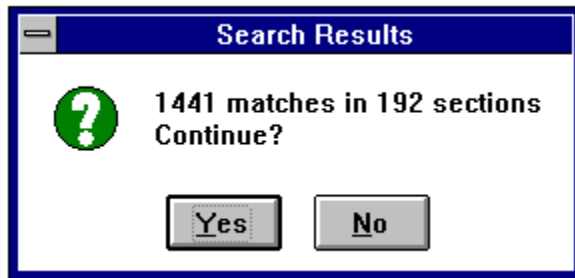 Search Results
1441 matches in 192 sections
Continue?
Yes
No